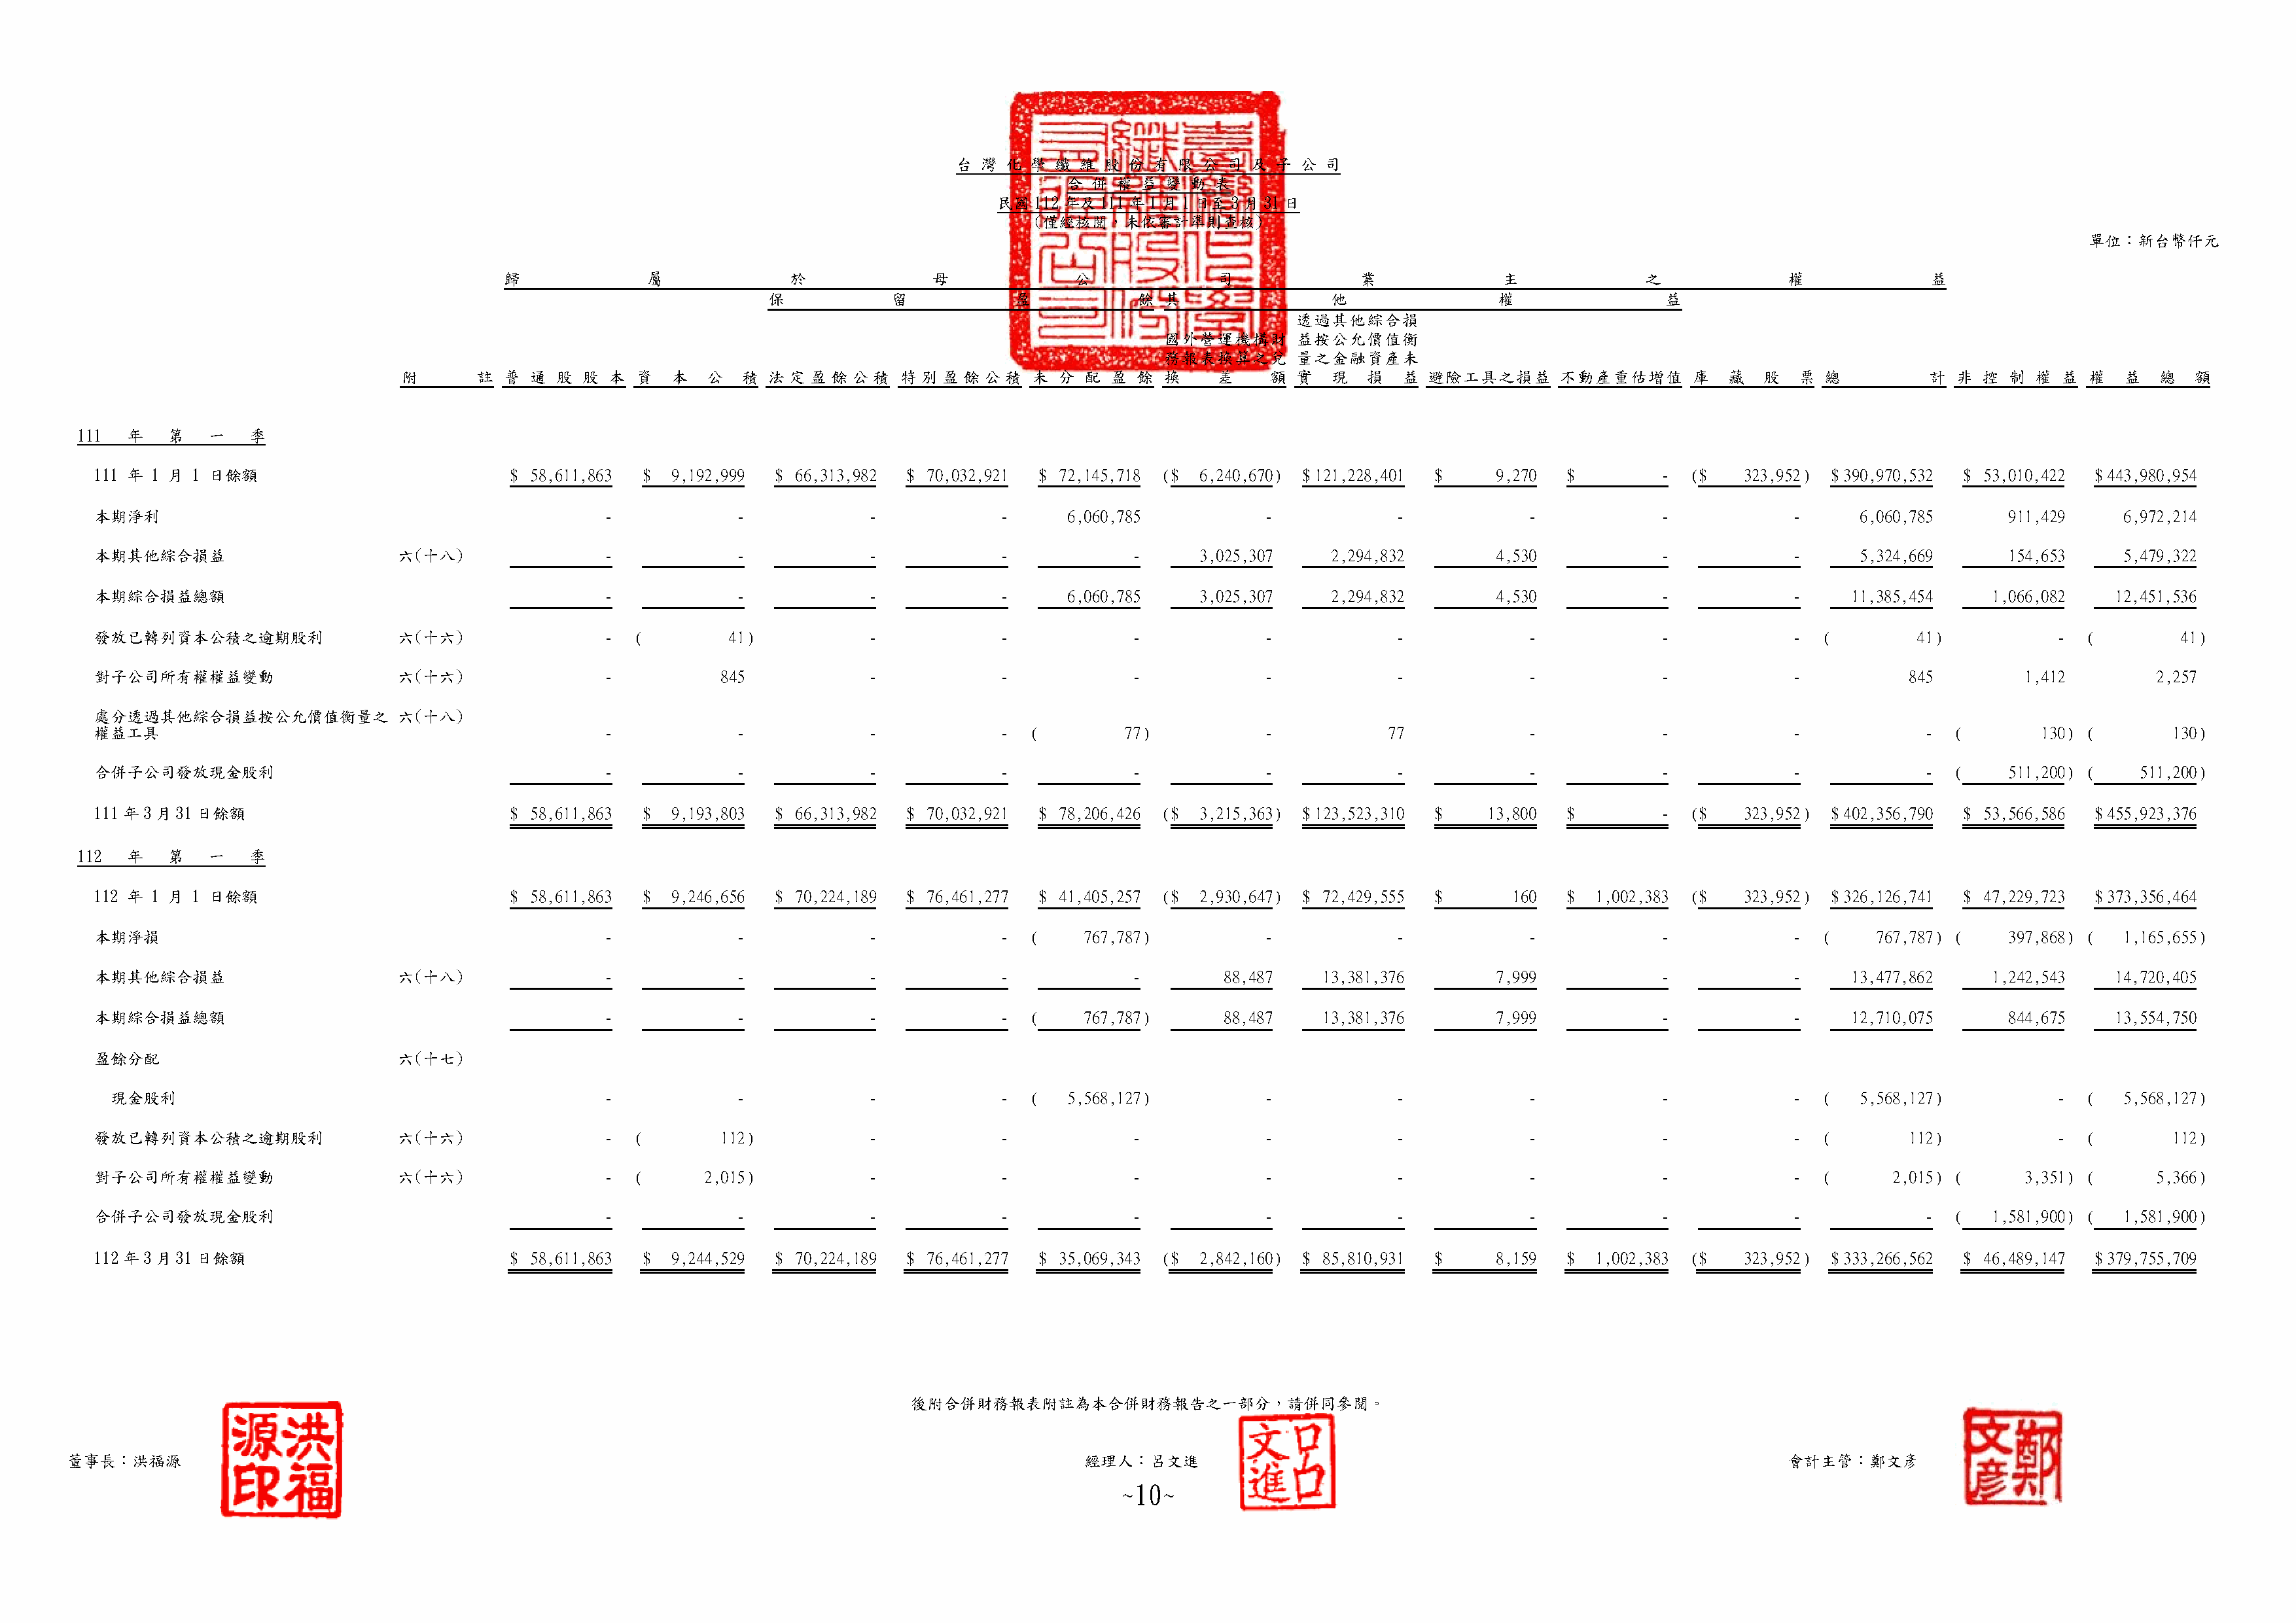 台灣化學纖維股份有限公司及子公司
合併權益變動表
民國112年及111年1月1日至3月31日
(僅經核閱,未依審計準則查核)
單位:新台幣仟元
歸 屬 於 母 公 司 業 主 之 權 益
保 留 盈 餘 其 他 權 益
透過其他綜合損
國外營運機構財 益按公允價值衡
務報表換算之兌 量之金融資產未
附 註 普通股股本 資本公積 法定盈餘公積 特別盈餘公積 未分配盈餘 換差額 實現損益 避險工具之損益 不動產重估增值 庫藏股票 總計 非控制權益 權益總額
111 年 第 一 季
111 年 1 月 1 日餘額 $ 58,611,863 $ 9,192,999 $ 66,313,982 $ 70,032,921 $ 72,145,718 ($ 6,240,670) $121,228,401 $ 9,270 $ - ($ 323,952) $390,970,532 $ 53,010,422 $443,980,954
本期淨利 - - - - 6,060,785 - - - - - 6,060,785 911,429 6,972,214
本期其他綜合損益 六(十八) - - - - - 3,025,307 2,294,832 4,530 - - 5,324,669 154,653 5,479,322
本期綜合損益總額 - - - - 6,060,785 3,025,307 2,294,832 4,530 - - 11,385,454 1,066,082 12,451,536
發放已轉列資本公積之逾期股利 六(十六) - ( 41) - - - - - - - - ( 41) - ( 41)
對子公司所有權權益變動 六(十六) - 845 - - - - - - - - 845 1,412 2,257
處分透過其他綜合損益按公允價值衡量之 六(十八)
權益工具 - - - - ( 77) - 77 - - - - ( 130) ( 130)
合併子公司發放現金股利 - - - - - - - - - - - ( 511,200) ( 511,200)
111年3月31日餘額 $ 58,611,863 $ 9,193,803 $ 66,313,982 $ 70,032,921 $ 78,206,426 ($ 3,215,363) $123,523,310 $ 13,800 $ - ($ 323,952) $402,356,790 $ 53,566,586 $455,923,376
112 年 第 一 季
112 年 1 月 1 日餘額 $ 58,611,863 $ 9,246,656 $ 70,224,189 $ 76,461,277 $ 41,405,257 ($ 2,930,647) $ 72,429,555 $ 160 $ 1,002,383 ($ 323,952) $326,126,741 $ 47,229,723 $373,356,464
本期淨損 - - - - ( 767,787) - - - - - ( 767,787) ( 397,868) ( 1,165,655)
本期其他綜合損益 六(十八) - - - - - 88,487 13,381,376 7,999 - - 13,477,862 1,242,543 14,720,405
本期綜合損益總額 - - - - ( 767,787) 88,487 13,381,376 7,999 - - 12,710,075 844,675 13,554,750
盈餘分配 六(十七)
現金股利 - - - - ( 5,568,127) - - - - - ( 5,568,127) - ( 5,568,127)
發放已轉列資本公積之逾期股利 六(十六) - ( 112) - - - - - - - - ( 112) - ( 112)
對子公司所有權權益變動 六(十六) - ( 2,015) - - - - - - - - ( 2,015) ( 3,351) ( 5,366)
合併子公司發放現金股利 - - - - - - - - - - - ( 1,581,900) ( 1,581,900)
112年3月31日餘額 $ 58,611,863 $ 9,244,529 $ 70,224,189 $ 76,461,277 $ 35,069,343 ($ 2,842,160) $ 85,810,931 $ 8,159 $ 1,002,383 ($ 323,952) $333,266,562 $ 46,489,147 $379,755,709
後附合併財務報表附註為本合併財務報告之一部分,請併同參閱。
董事長:洪福源 洪福源印 經理人:呂文進 呂文進 會計主管:鄭文彥 鄭文彥
~10~